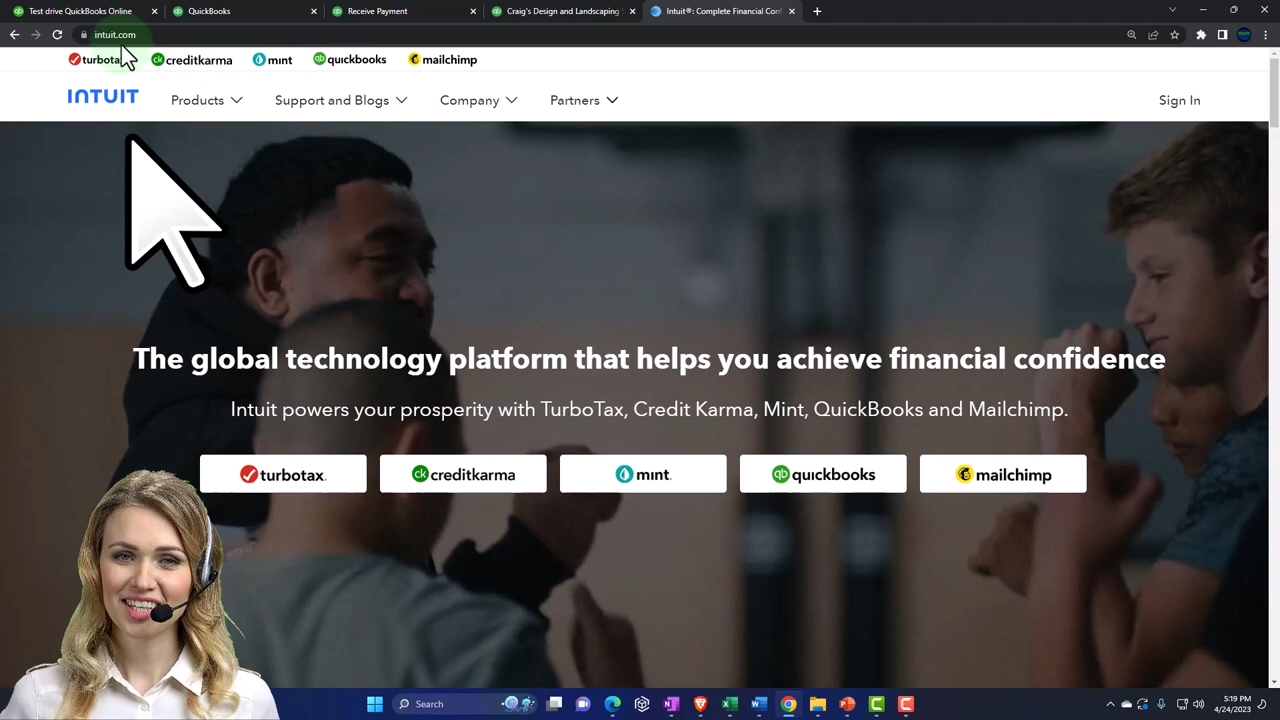 Test drive QuickBooks Online
QuickBooks
Receive Payment
Craig's Design and Landscaping
Intuit®: Complete Financial Conf
intuit.com
turbotax
creditkarma
mint
quickbooks
mailchimp
INTUIT
Products
Support and Blogs
Company
Partners
Sign In
The global technology platform that helps you achieve financial confidence
Intuit powers your prosperity with TurboTax, Credit Karma, Mint, QuickBooks and Mailchimp.
turbotax.
creditkarma
mint.
quickbooks
mailchimp
Search
5:19 PM
4/24/2023